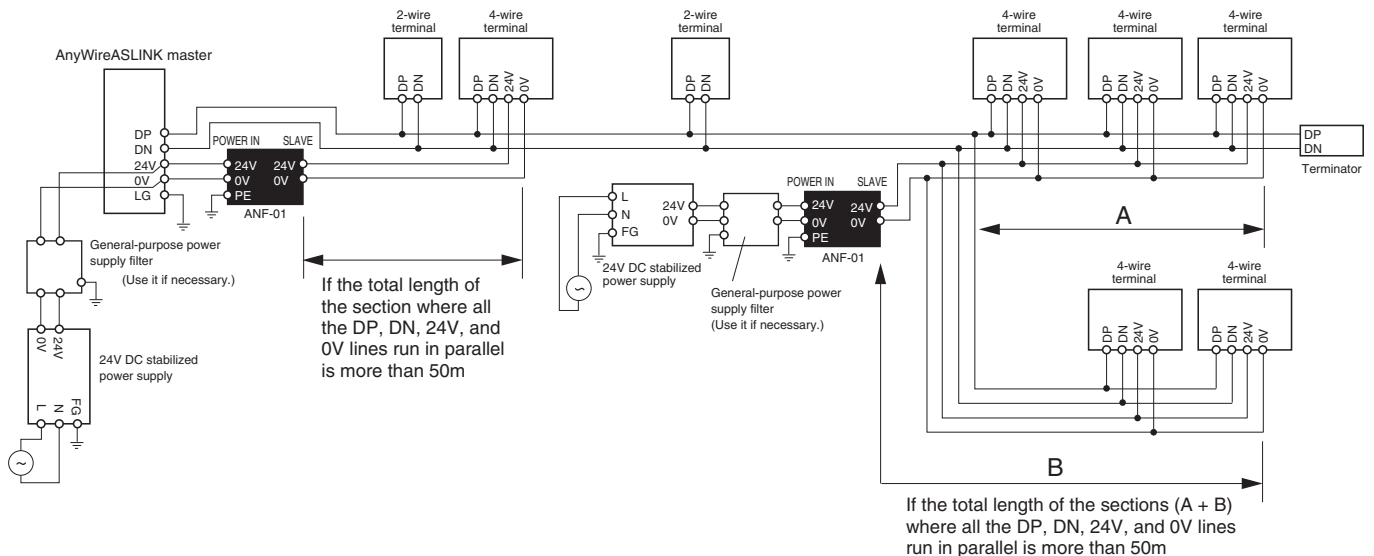 2-wire
terminal
4-wire
terminal
2-wire
terminal
4-wire
terminal
4-wire
terminal
4-wire
terminal
AnyWireASLINK master
DP
DN
DP
DN
24V
0V
DP
DN
DP
DN
24V
0V
DP
DN
24V
0V
DP
DN
24V
0V
DP
DN
24V
0V
LG
POWER IN
SLAVE
24V
0V
PE
24V
0V
ANF-01
DP
DN
Terminator
General-purpose power
supply filter
(Use it if necessary.)
0V
24V
24V DC stabilized
power supply
L
N
FG
~
If the total length of
the section where all
the DP, DN, 24V, and
0V lines run in parallel
is more than 50m
L
N
FG
24V
0V
24V DC stabilized
power supply
~
General-purpose power
supply filter
(Use it if necessary.)
POWER IN
SLAVE
24V
0V
PE
24V
0V
ANF-01
A
4-wire
terminal
4-wire
terminal
DP
DN
24V
0V
DP
DN
24V
0V
B
If the total length of the sections (A + B)
where all the DP, DN, 24V, and 0V lines
run in parallel is more than 50m